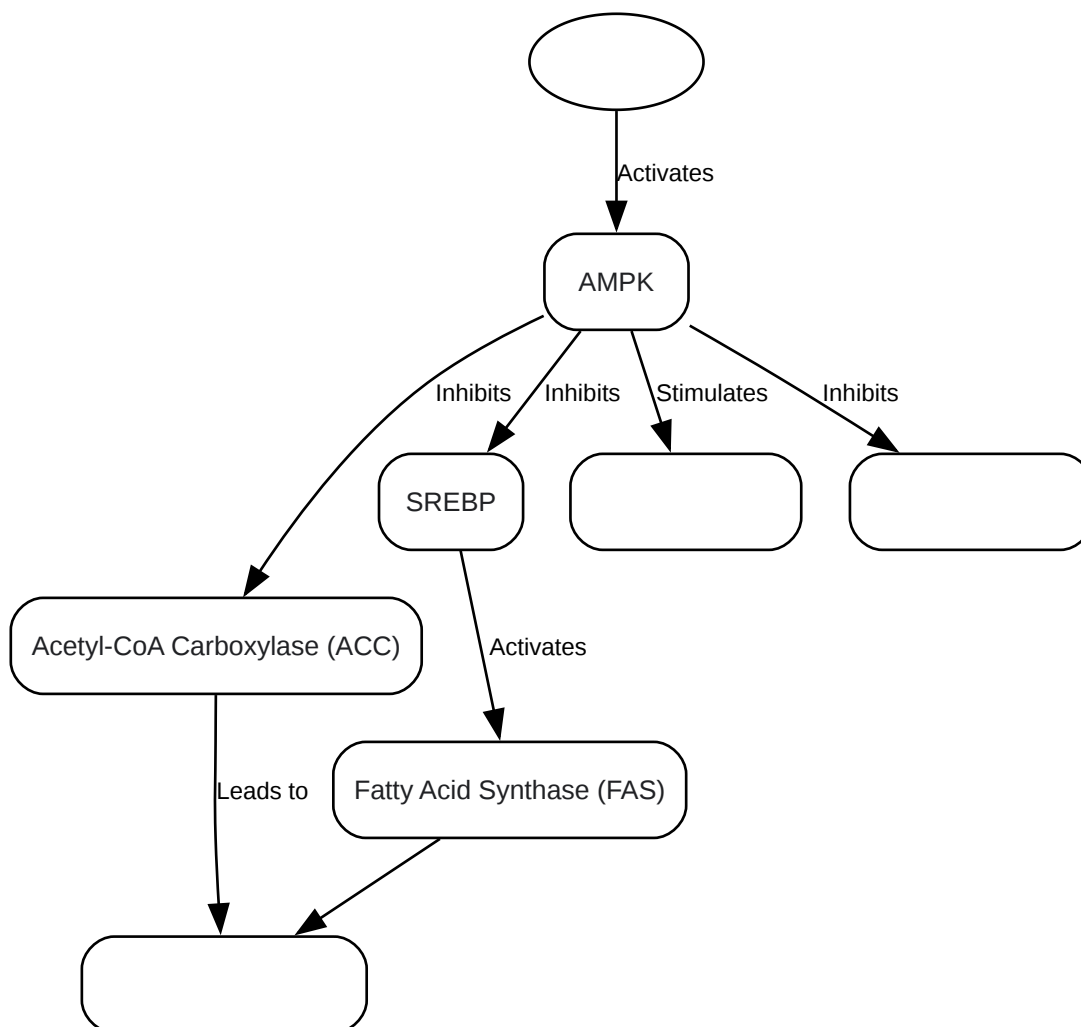 Activates
AMPK
Inhibits
Inhibits
Stimulates
Inhibits
SREBP
Acetyl-CoA Carboxylase (ACC)
Activates
Leads to
Fatty Acid Synthase (FAS)